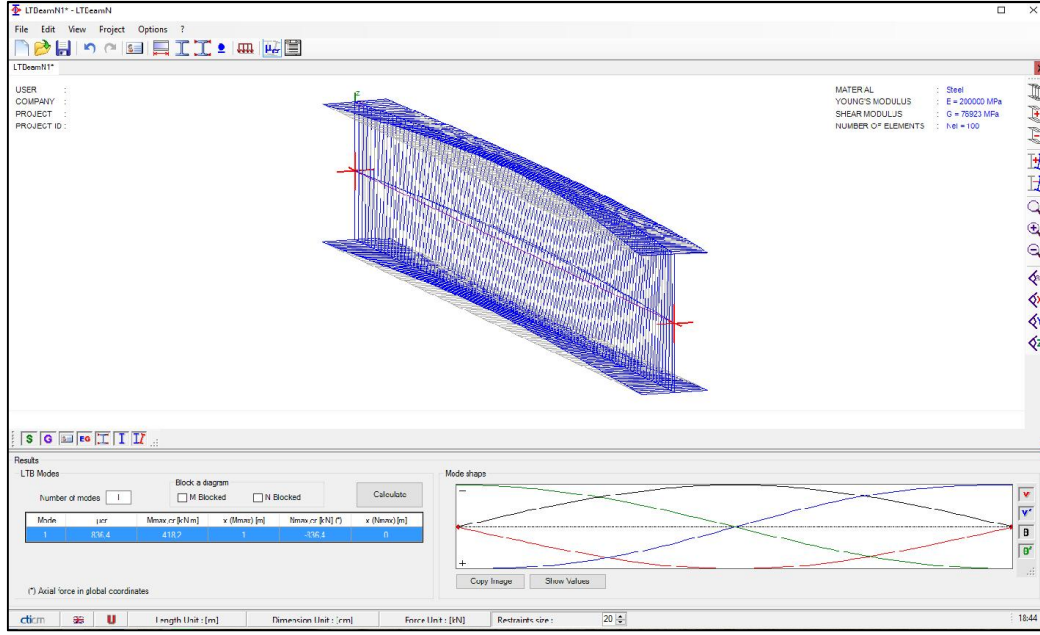 LTBeamN1* - LTBeamN
File Edit View Project Options ?
LTBeamN1*
USER :
COMPANY :
PROJECT :
PROJECT ID :
MATERIAL : Steel
YOUNG'S MODULUS : E = 200000 MPa
SHEAR MODULUS : G = 76923 MPa
NUMBER OF ELEMENTS : Nel = 100
z
S G EG
Results
LTB Modes
Number of modes 1
Block a diagram
M Blocked N Blocked
Calculate
Mode μcr Mmax,cr [kN.m] x (Mmax) [m] Nmax,cr [kN] (*) x (Nmax) [m]
1 836.4 418.2 1 -836.4 0
(*) Axial force in global coordinates
Mode shape
−
+
v
v'
θ
θ'
Copy Image Show Values
cticm U Length Unit : [m] Dimension Unit : [cm] Force Unit : [kN] Restraints size : 20 18:44